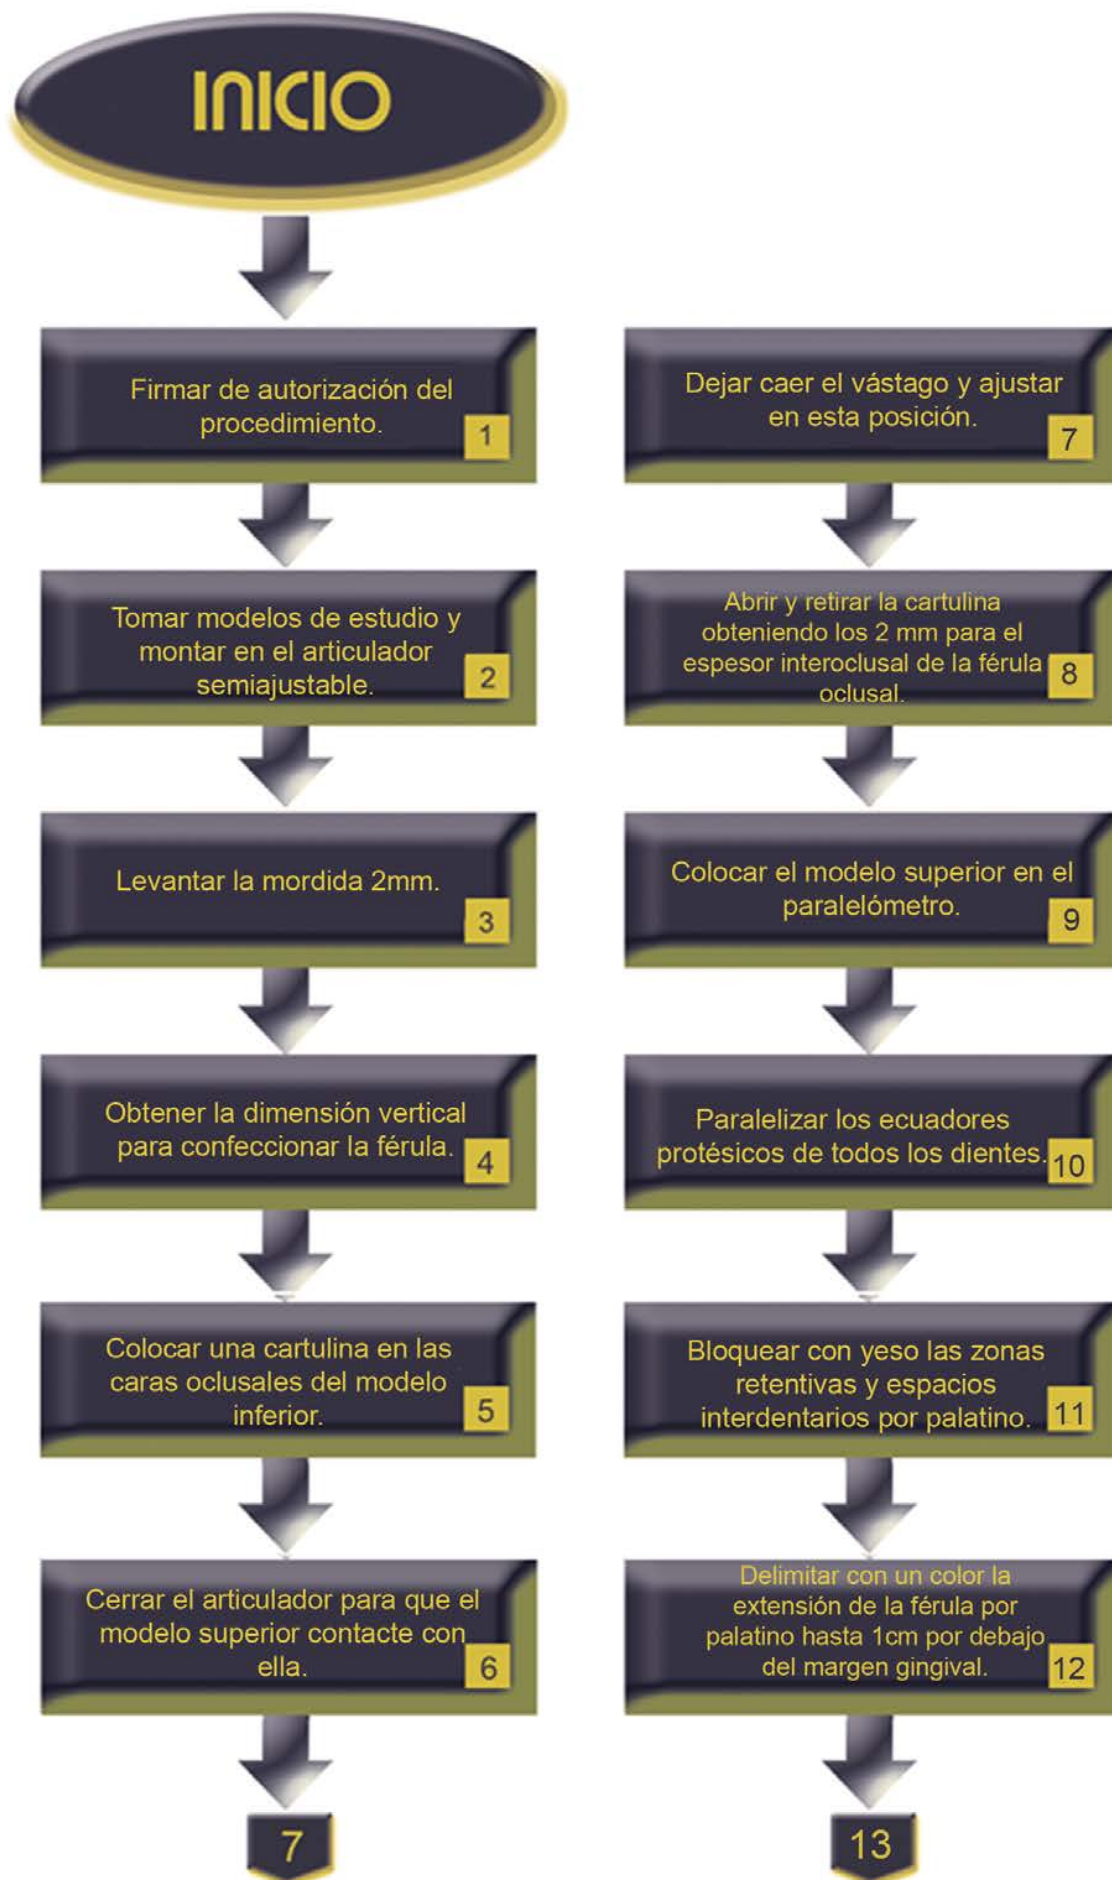 INICIO
Firmar de autorización del
procedimiento.
1
Tomar modelos de estudio y
montar en el articulador
semiajustable.
2
Levantar la mordida 2mm.
3
Obtener la dimensión vertical
para confeccionar la férula.
4
Colocar una cartulina en las
caras oclusales del modelo
inferior.
5
Cerrar el articulador para que el
modelo superior contacte con
ella.
6
7
Dejar caer el vástago y ajustar
en esta posición.
7
Abrir y retirar la cartulina
obteniendo los 2 mm para el
espesor interoclusal de la férula
oclusal.
8
Colocar el modelo superior en el
paralelómetro.
9
Paralelizar los ecuadores
protésicos de todos los dientes.
10
Bloquear con yeso las zonas
retentivas y espacios
interdentarios por palatino.
11
Delimitar con un color la
extensión de la férula por
palatino hasta 1cm por debajo
del margen gingival.
12
13